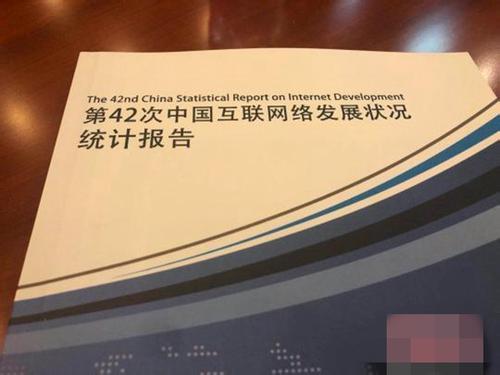 The 42nd China Statistical Report on Internet Development
第42次中国互联网络发展状况
统计报告